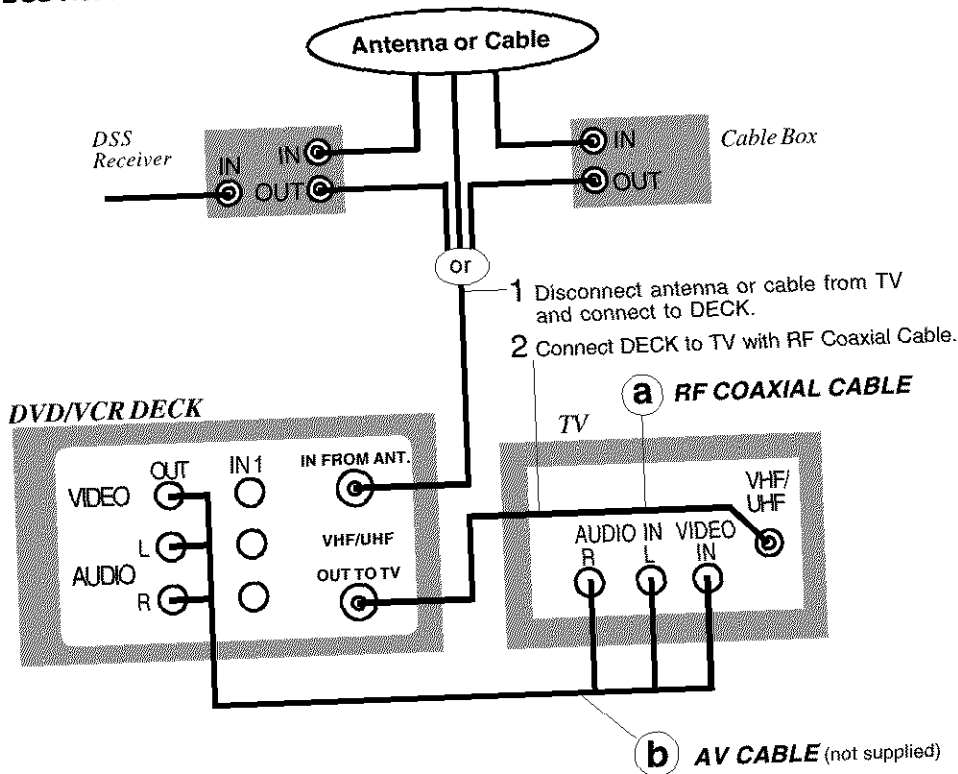 Antenna or Cable
DSS
Receiver
IN
IN
OUT
IN
OUT
Cable Box
or
1 Disconnect antenna or cable from TV
and connect to DECK.
2 Connect DECK to TV with RF Coaxial Cable.
a RF COAXIAL CABLE
DVD/VCR DECK
TV
OUT
IN 1
IN FROM ANT.
VIDEO
L
AUDIO
R
VHF/UHF
OUT TO TV
VHF/
UHF
AUDIO IN
R L
VIDEO
IN
b AV CABLE (not supplied)